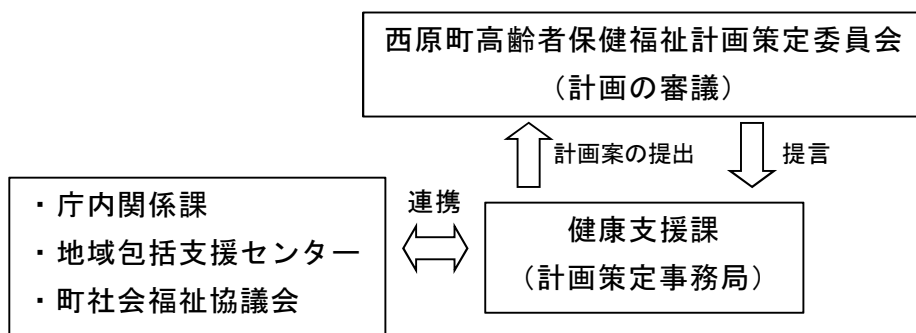 西原町高齢者保健福祉計画策定委員会
（計画の審議）
計画案の提出
提言
・庁内関係課
・地域包括支援センター
・町社会福祉協議会
連携
健康支援課
（計画策定事務局）